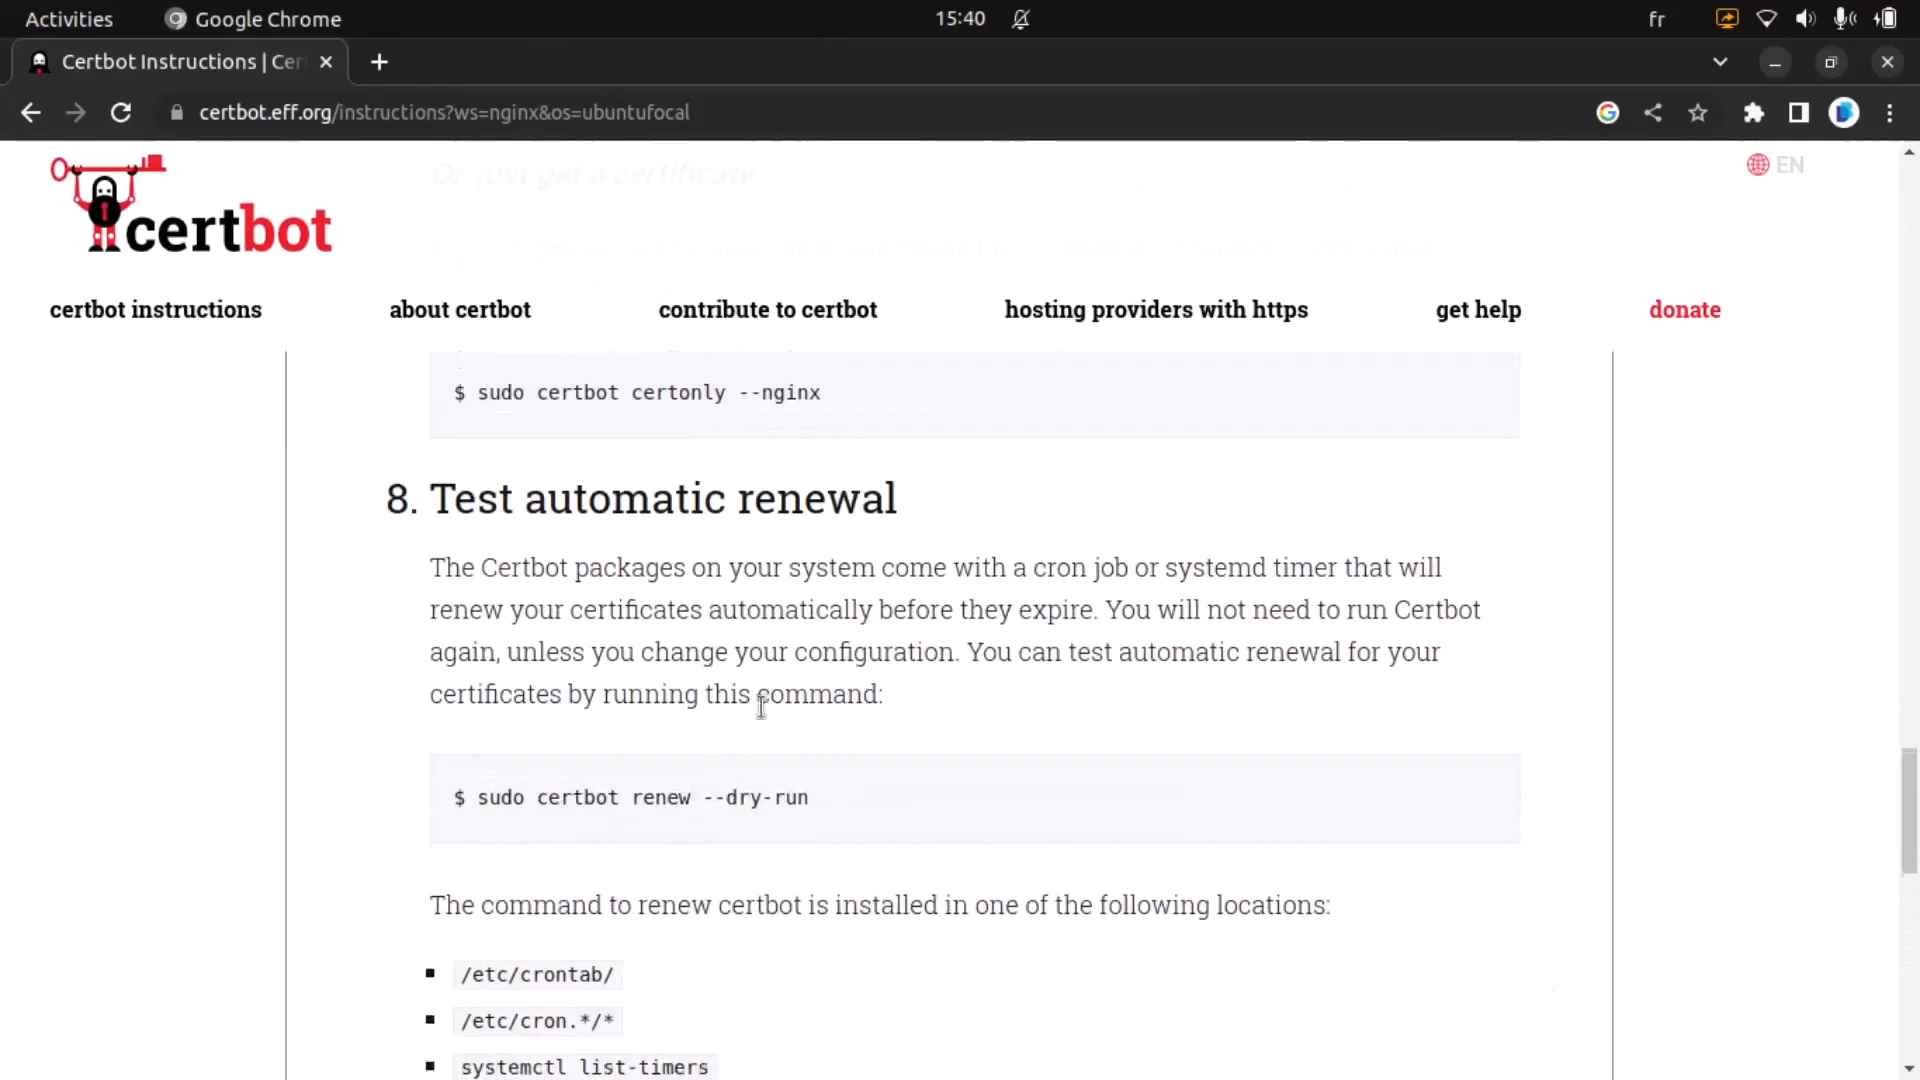 Activities Google Chrome 15:40 fr
Certbot Instructions | Cer
certbot.eff.org/instructions?ws=nginx&os=ubuntufocal
Or, just get a certificate
EN
certbot
certbot instructions about certbot contribute to certbot hosting providers with https get help donate
$ sudo certbot certonly --nginx
8. Test automatic renewal
The Certbot packages on your system come with a cron job or systemd timer that will
renew your certificates automatically before they expire. You will not need to run Certbot
again, unless you change your configuration. You can test automatic renewal for your
certificates by running this command:
$ sudo certbot renew --dry-run
The command to renew certbot is installed in one of the following locations:
/etc/crontab/
/etc/cron.*/*
systemctl list-timers